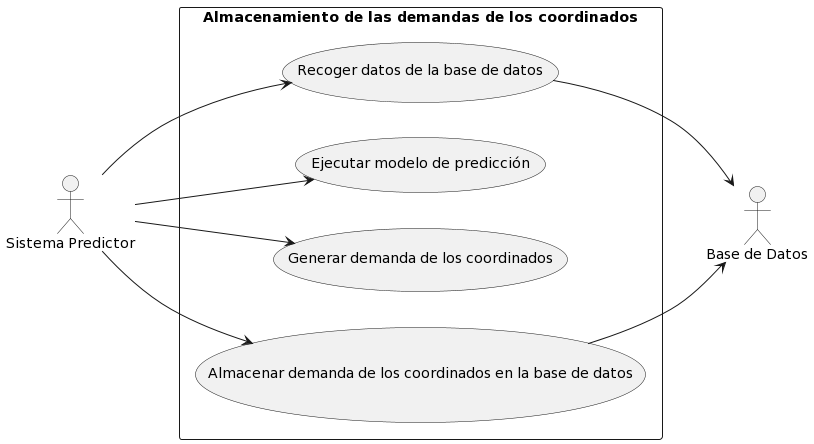 Almacenamiento de las demandas de los coordinados
Recoger datos de la base de datos
Ejecutar modelo de predicción
Sistema Predictor
Base de Datos
Generar demanda de los coordinados
Almacenar demanda de los coordinados en la base de datos